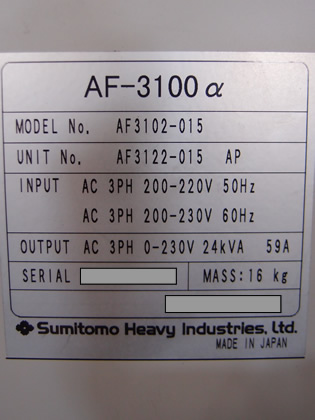 AF-3100α
MODEL No. AF3102-015
UNIT No. AF3122-015 AP
INPUT AC 3PH 200-220V 50Hz
AC 3PH 200-230V 60Hz
OUTPUT AC 3PH 0-230V 24kVA 59A
SERIAL MASS:16 kg
Sumitomo Heavy Industries, Ltd.
MADE IN JAPAN